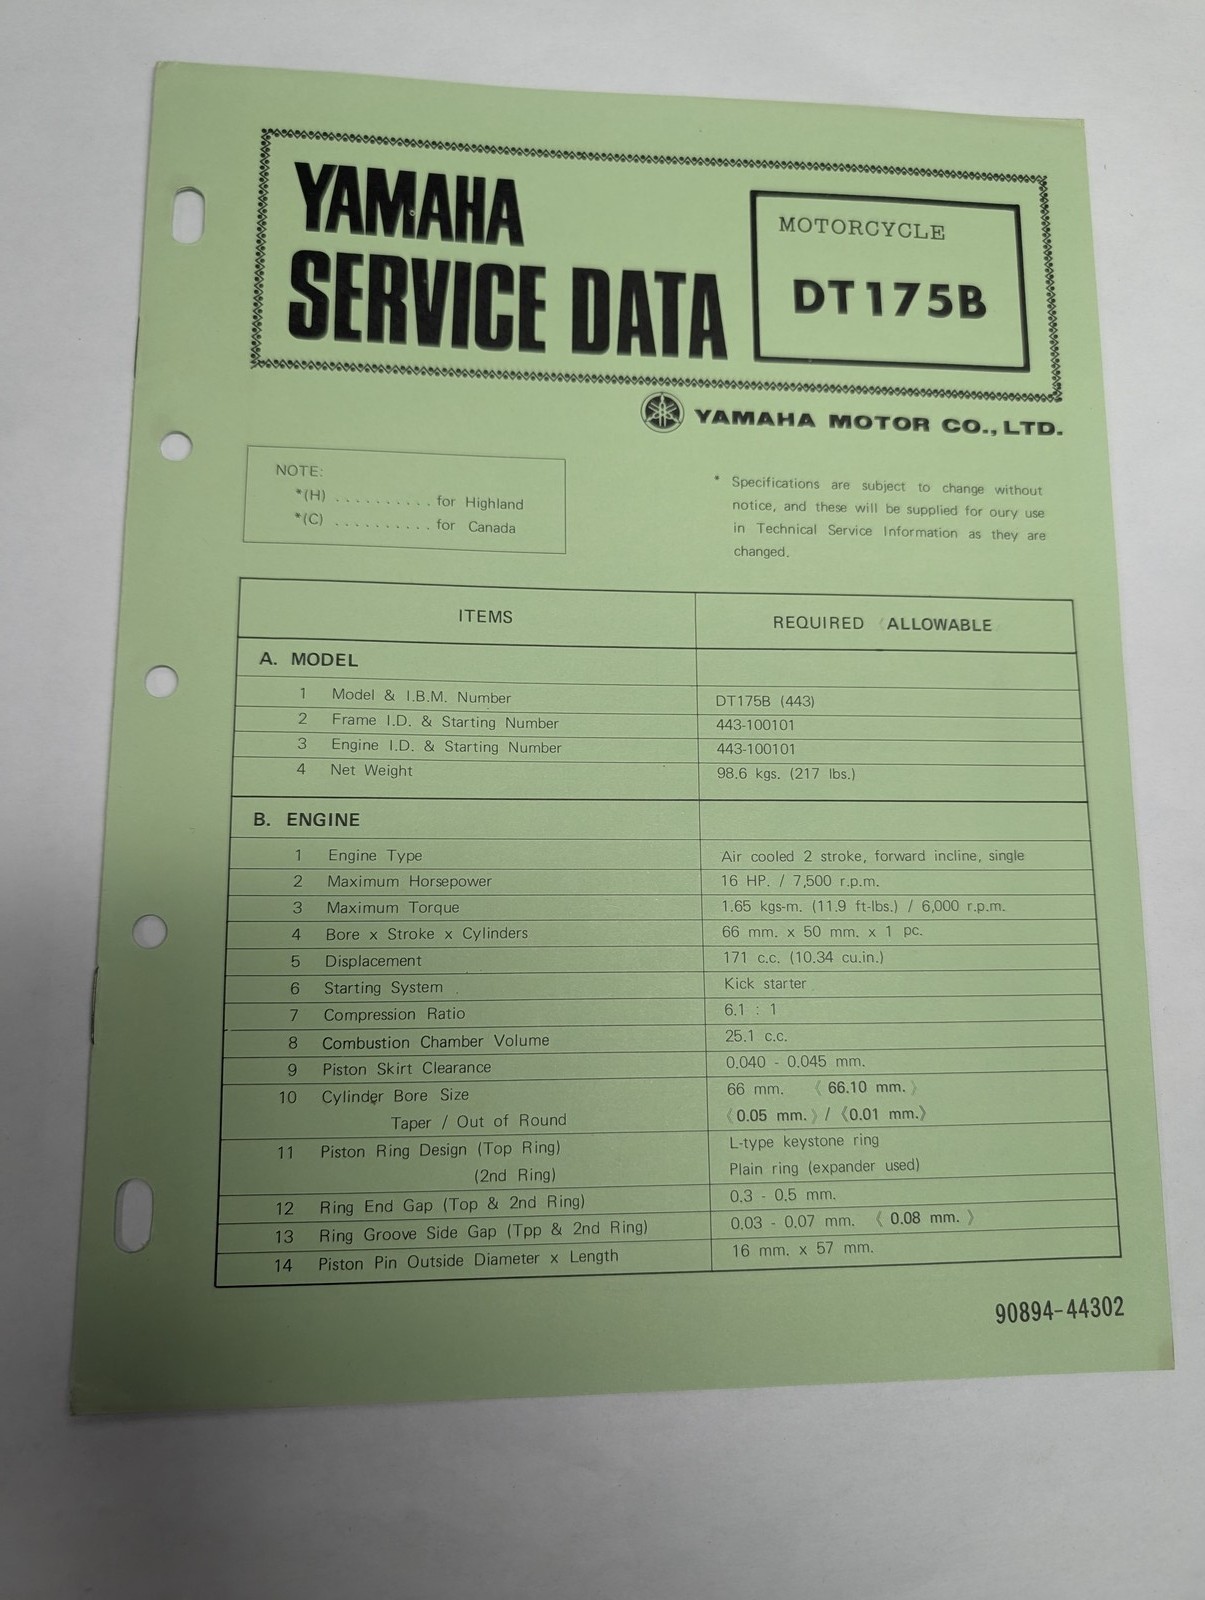 YAMAHA
SERVICE DATA
MOTORCYCLE
DT175B
YAMAHA MOTOR CO., LTD.
NOTE:
*(H) .......... for Highland
*(C) .......... for Canada
* Specifications are subject to change without
notice, and these will be supplied for oury use
in Technical Service Information as they are
changed.
ITEMS REQUIRED 《ALLOWABLE
A. MODEL
1 Model & I.B.M. Number DT175B (443)
2 Frame I.D. & Starting Number 443-100101
3 Engine I.D. & Starting Number 443-100101
4 Net Weight 98.6 kgs. (217 lbs.)
B. ENGINE
1 Engine Type Air cooled 2 stroke, forward incline, single
2 Maximum Horsepower 16 HP. / 7,500 r.p.m.
3 Maximum Torque 1.65 kgs-m. (11.9 ft-lbs.) / 6,000 r.p.m.
4 Bore x Stroke x Cylinders 66 mm. x 50 mm. x 1 pc.
5 Displacement 171 c.c. (10.34 cu.in.)
6 Starting System Kick starter
7 Compression Ratio 6.1 : 1
8 Combustion Chamber Volume 25.1 c.c.
9 Piston Skirt Clearance 0.040 - 0.045 mm.
10 Cylinder Bore Size 66 mm. 《 66.10 mm. 》
Taper / Out of Round 《0.05 mm.》/《0.01 mm.》
11 Piston Ring Design (Top Ring) L-type keystone ring
(2nd Ring) Plain ring (expander used)
12 Ring End Gap (Top & 2nd Ring) 0.3 - 0.5 mm.
13 Ring Groove Side Gap (Tpp & 2nd Ring) 0.03 - 0.07 mm. 《 0.08 mm. 》
14 Piston Pin Outside Diameter x Length 16 mm. x 57 mm.
90894-44302